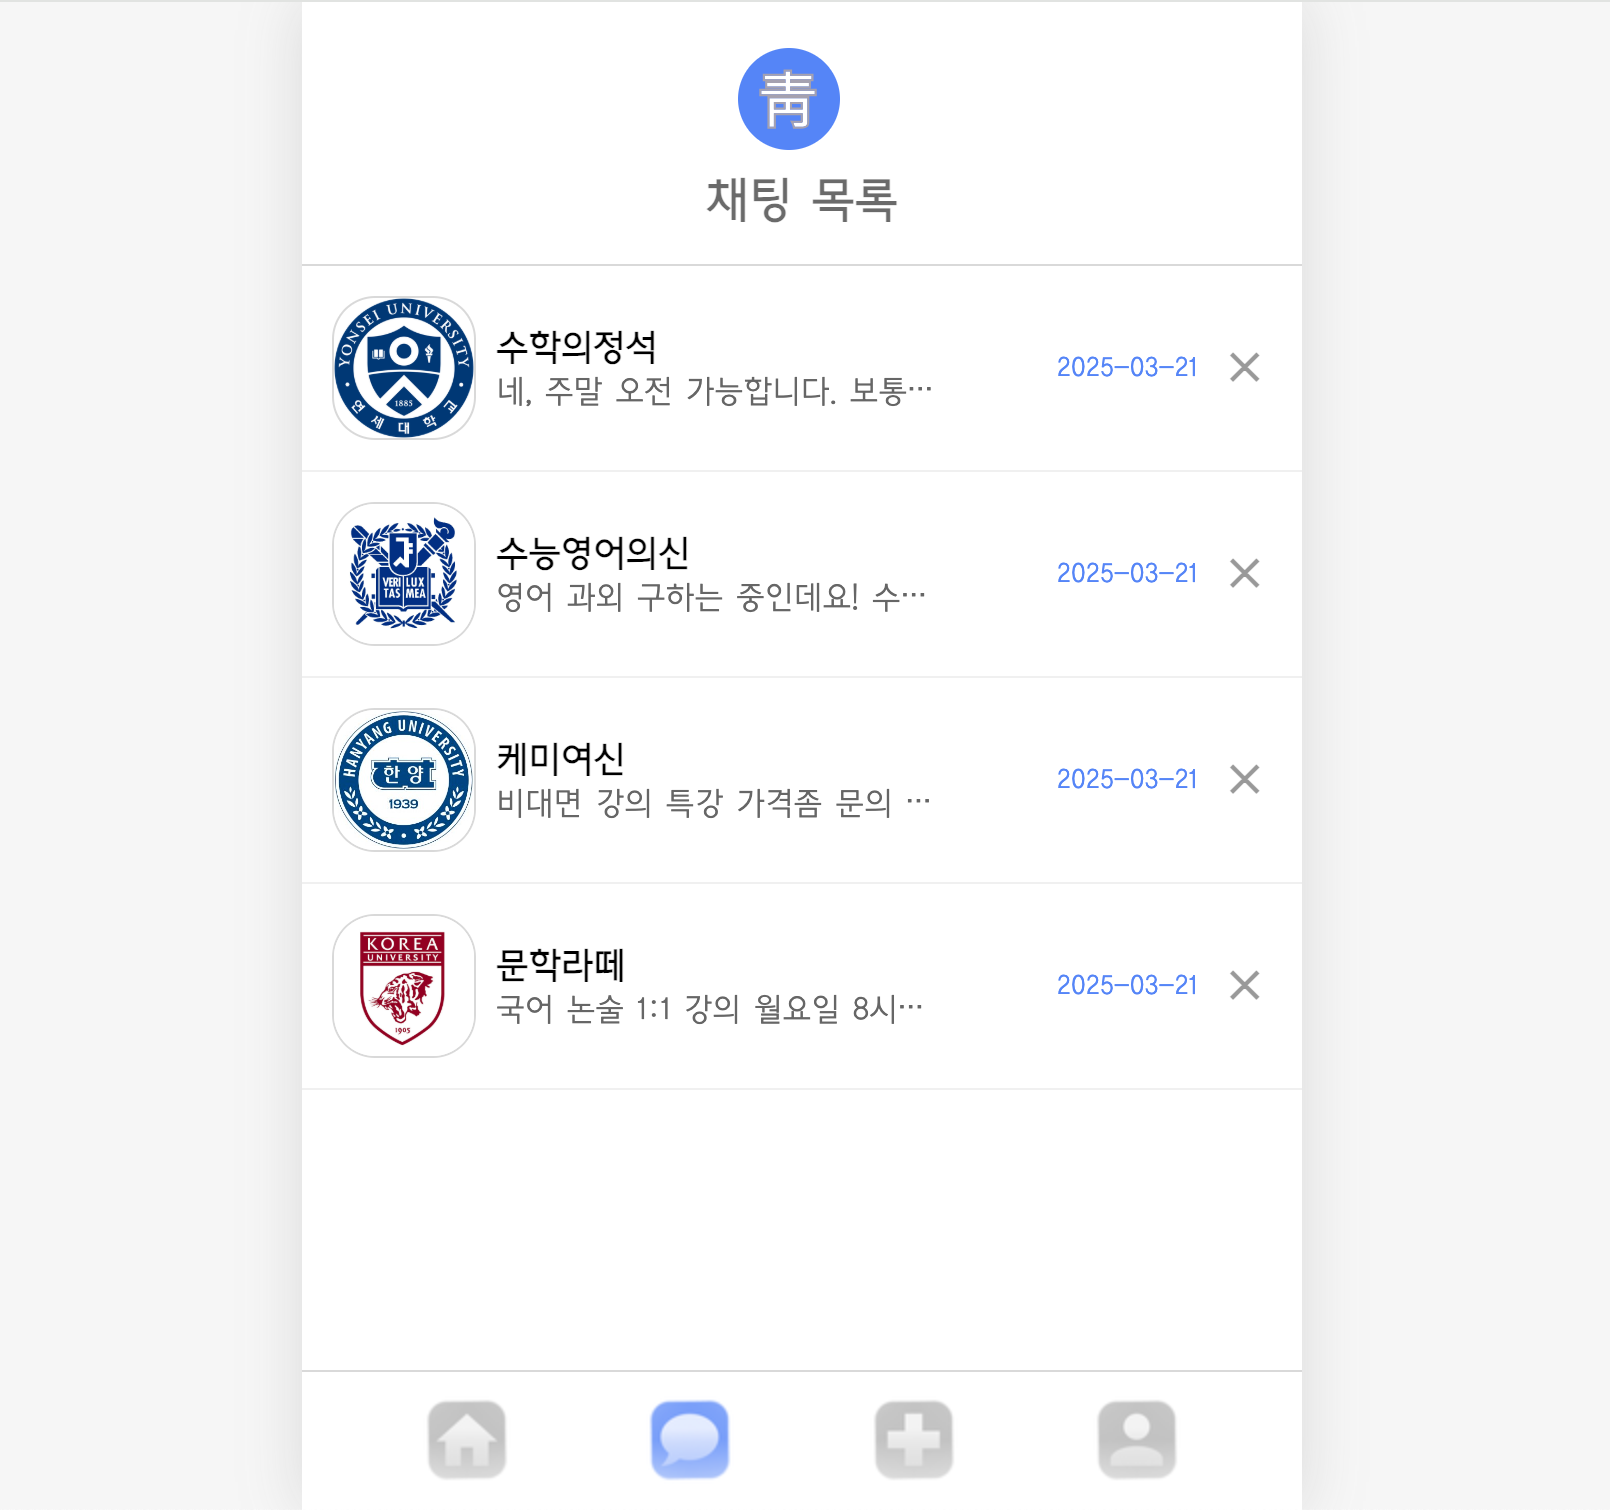 靑
채팅 목록
YONSEI UNIVERSITY
1885
연세대학교
수학의정석
네, 주말 오전 가능합니다. 보통…
2025-03-21
VERI LUX
TAS MEA
수능영어의신
영어 과외 구하는 중인데요! 수…
2025-03-21
HANYANG UNIVERSITY
한양
1939
케미여신
비대면 강의 특강 가격좀 문의 …
2025-03-21
KOREA
UNIVERSITY
1905
문학라떼
국어 논술 1:1 강의 월요일 8시…
2025-03-21